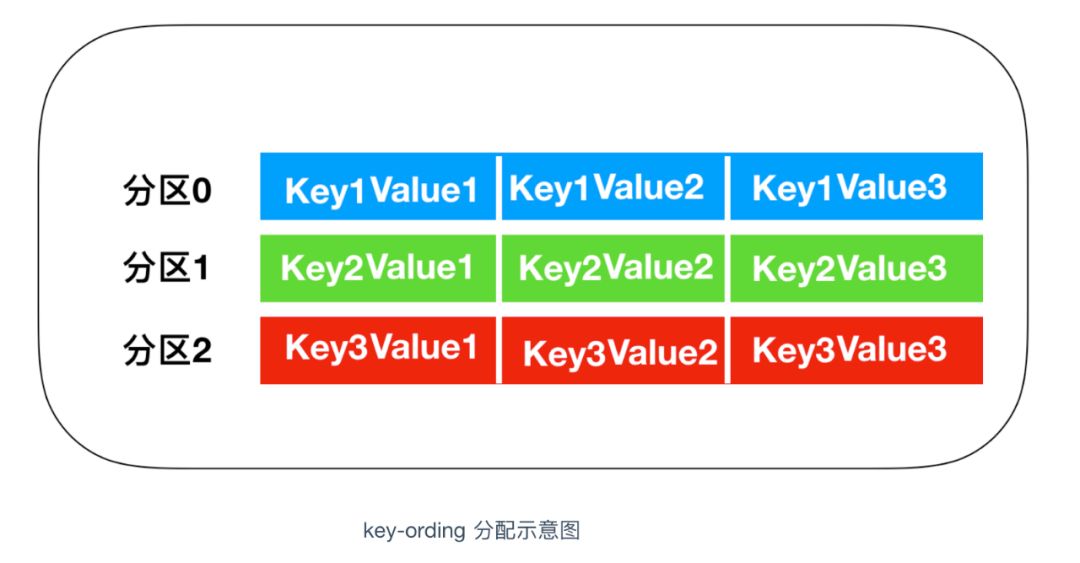 分区0 Key1Value1 Key1Value2 Key1Value3
分区1 Key2Value1 Key2Value2 Key2Value3
分区2 Key3Value1 Key3Value2 Key3Value3
key-ording 分配示意图